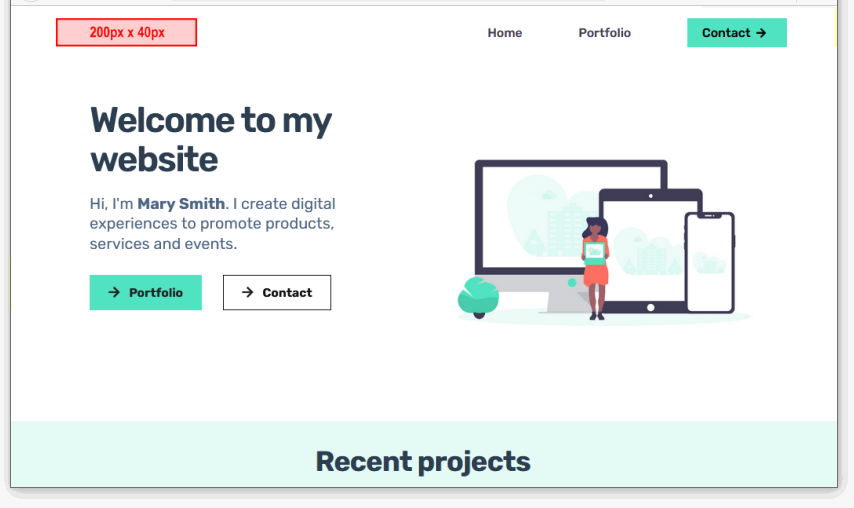 200px x 40px
Home
Portfolio
Contact →
Welcome to my
website
Hi, I'm Mary Smith. I create digital
experiences to promote products,
services and events.
→ Portfolio
→ Contact
Recent projects